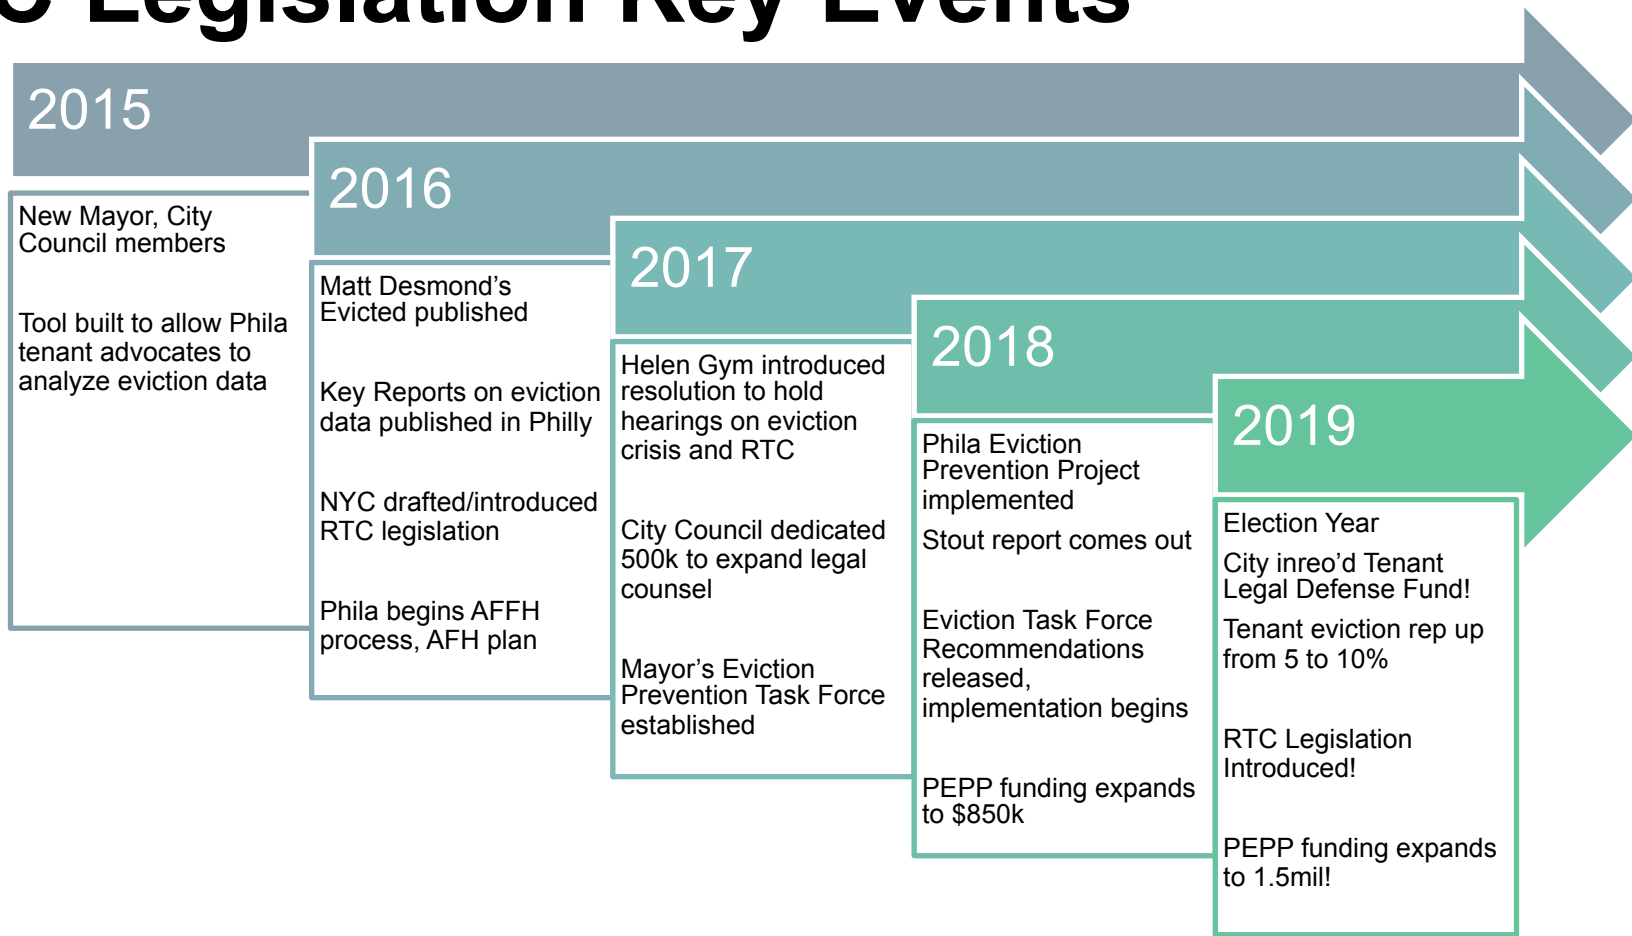 C Legislation Key Events
2015
New Mayor, City
Council members
Tool built to allow Phila
tenant advocates to
analyze eviction data
2016
Matt Desmond’s
Evicted published
Key Reports on eviction
data published in Philly
NYC drafted/introduced
RTC legislation
Phila begins AFFH
process, AFH plan
2017
Helen Gym introduced
resolution to hold
hearings on eviction
crisis and RTC
City Council dedicated
500k to expand legal
counsel
Mayor’s Eviction
Prevention Task Force
established
2018
Phila Eviction
Prevention Project
implemented
Stout report comes out
Eviction Task Force
Recommendations
released,
implementation begins
PEPP funding expands
to $850k
2019
Election Year
City inreo’d Tenant
Legal Defense Fund!
Tenant eviction rep up
from 5 to 10%
RTC Legislation
Introduced!
PEPP funding expands
to 1.5mil!